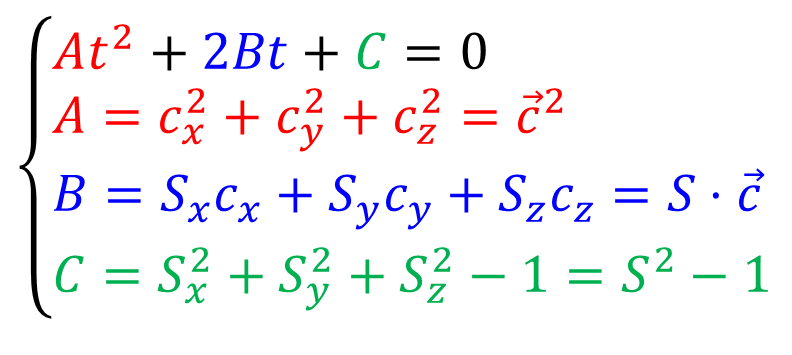 At² + 2Bt + C = 0
A = c_x² + c_y² + c_z² = c⃗²
B = S_x c_x + S_y c_y + S_z c_z = S · c⃗
C = S_x² + S_y² + S_z² − 1 = S² − 1